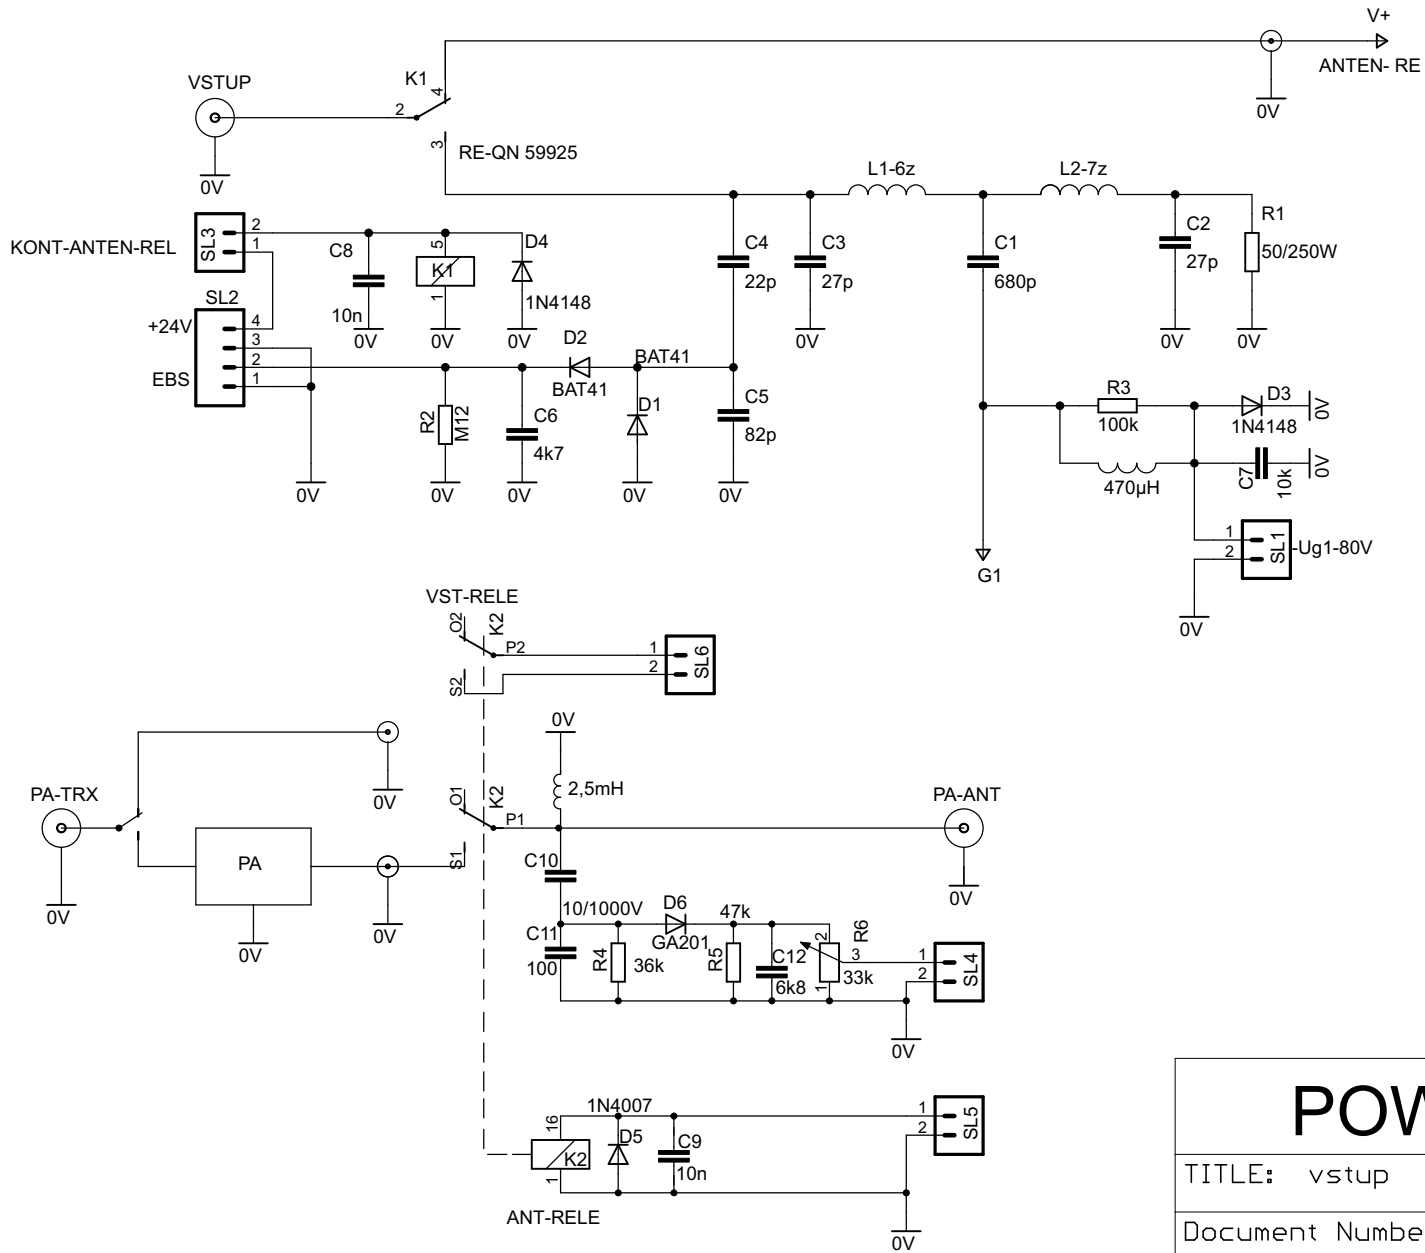 V+
ANTEN- RE
VSTUP
K1
4
2
3
0V
0V
RE-QN 59925
L1-6z
L2-7z
KONT-ANTEN-REL
SL3
2
1
C8
10n
0V
5
K1
1
0V
D4
1N4148
0V
C4
22p
C3
27p
0V
C1
680p
C2
27p
0V
R1
50/250W
0V
SL2
+24V
4
3
2
EBS
1
0V
D2
BAT41
BAT41
R2
M12
0V
C6
4k7
0V
D1
0V
C5
82p
0V
R3
100k
D3
1N4148
0V
470µH
C7
10k
0V
1
2
SL1
-Ug1-80V
0V
G1
VST-RELE
O2
K2
P2
S2
1
2
SL6
0V
2,5mH
PA-TRX
0V
PA
0V
0V
0V
O1
K2
P1
S1
PA-ANT
0V
C10
10/1000V
C11
100
R4
36k
D6
GA201
47k
R5
C12
6k8
2
R6
3
33k
1
1
2
SL4
0V
1N4007
16
K2
1
D5
C9
10n
1
2
SL5
0V
ANT-RELE
POW
TITLE: vstup
Document Numbe